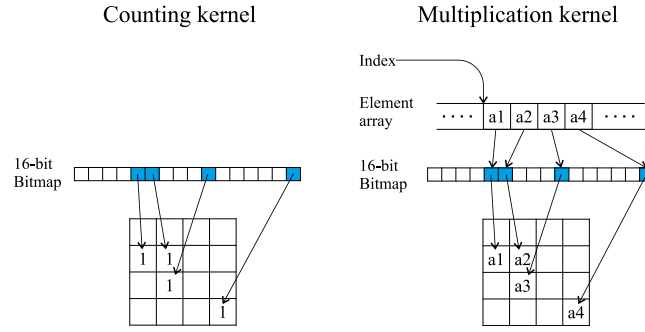 Counting kernel
Multiplication kernel
Index
Element
array
.... a1 a2 a3 a4 ....
16-bit
Bitmap
16-bit
Bitmap
1 1
1
1
a1 a2
a3
a4